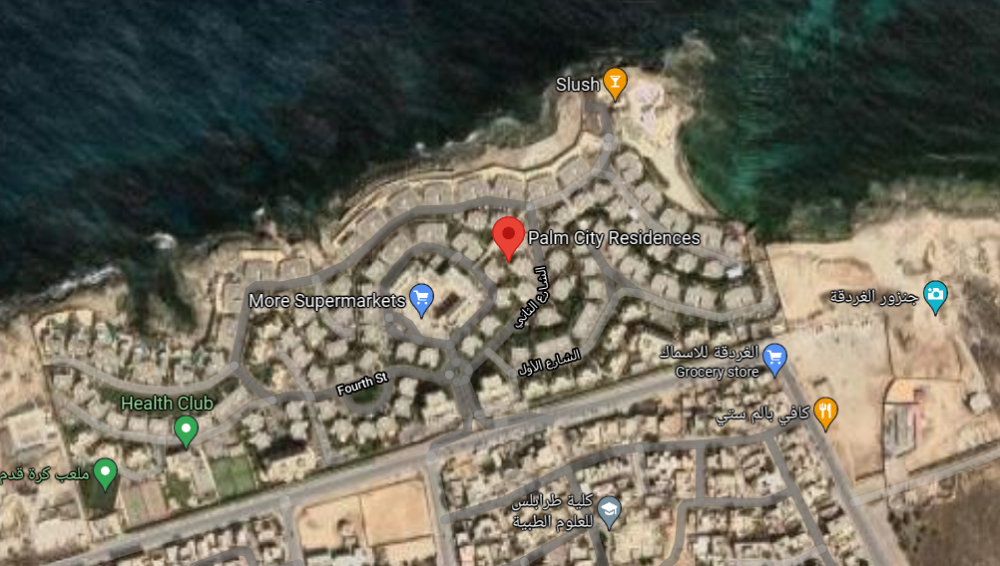 Slush
Palm City Residences
جنزور الغردقة
More Supermarkets
الشارع الثاني
الغردقة للاسماك
Grocery store
الشارع الأول
Fourth St
Health Club
كافي بالم ستي
ملعب كرة قدم
كلية طرابلس
للعلوم الطبية